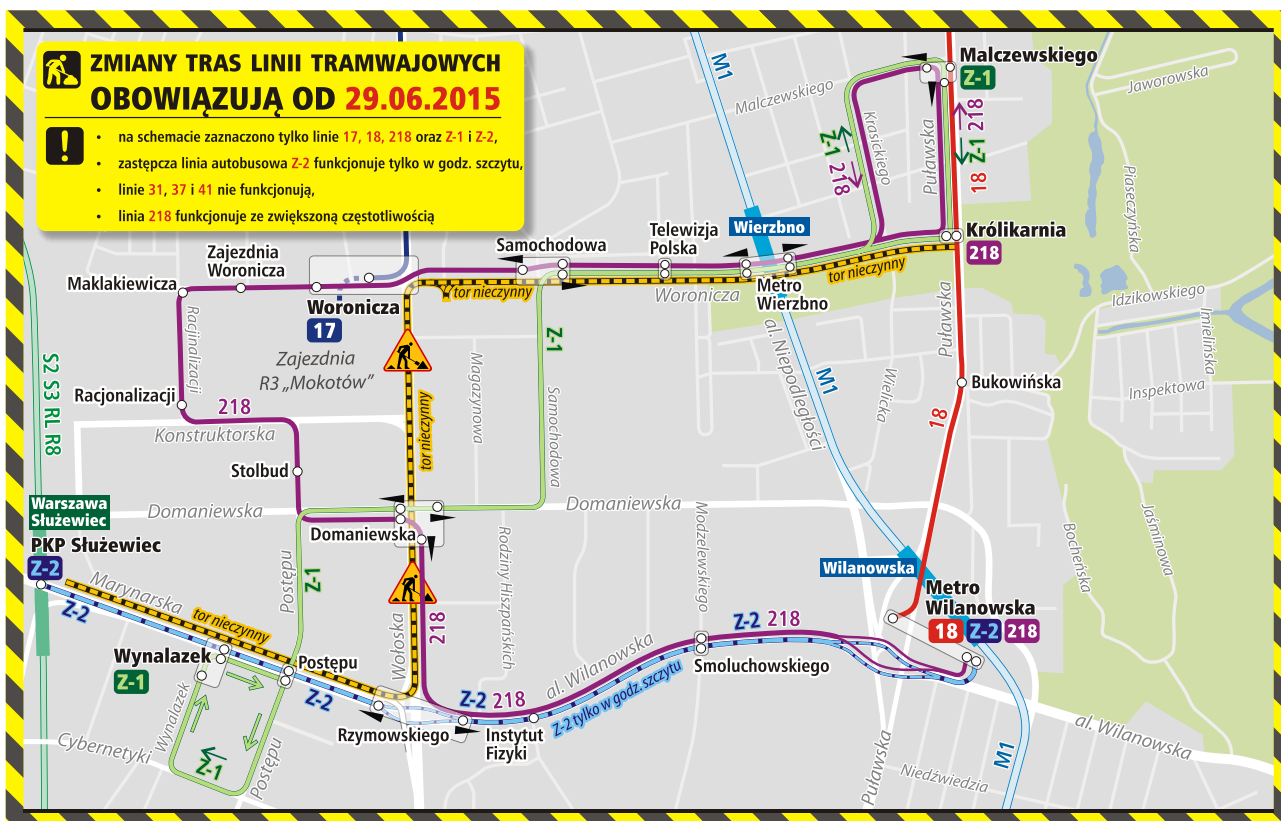 ZMIANY TRAS LINII TRAMWAJOWYCH
OBOWIĄZUJĄ OD 29.06.2015
• na schemacie zaznaczono tylko linie 17, 18, 218 oraz Z-1 i Z-2,
• zastępcza linia autobusowa Z-2 funkcjonuje tylko w godz. szczytu,
• linie 31, 37 i 41 nie funkcjonują,
• linia 218 funkcjonuje ze zwiększoną częstotliwością
M1
Malczewskiego
Z-1
Malczewskiego
Jaworowska
Krasickiego
Z-1
218
Puławska
218
18 Z-1
Piaseczyńska
Wierzbno
Królikarnia
218
Telewizja
Polska
Samochodowa
Zajezdnia
Woronicza
Maklakiewicza
Woronicza
17
tor nieczynny
Woronicza
Metro
Wierzbno
tor nieczynny
Idzikowskiego
Imielińska
Racjinalizacji
Zajezdnia
R3 „Mokotów”
Z-1
al. Niepodległości
M1
Puławska
Wielicka
Bukowińska
Inspektowa
S2 S3 RL R8
Racjonalizacji
218
Konstruktorska
Magazynowa
Samochodowa
tor nieczynny
18
Stolbud
Warszawa
Służewiec
Domaniewska
Domaniewska
Domaniewska
Modzelewskiego
Jaśminowa
Bocheńska
PKP Służewiec
Z-2
Marynarska
Z-2
tor nieczynny
Postępu
Z-1
Rodziny Hiszpańskich
Wilanowska
Metro
Wilanowska
18 Z-2 218
Wołoska
218
Z-2 218
Smoluchowskiego
al. Wilanowska
Z-2 tylko w godz. szczytu
Wynalazek
Z-1
Postępu
Z-2
Wynalazek
Z-1
Postępu
Cybernetyki
Rzymowskiego
Z-2
218
Instytut
Fizyki
Puławska
M1
al. Wilanowska
Niedźwiedzia